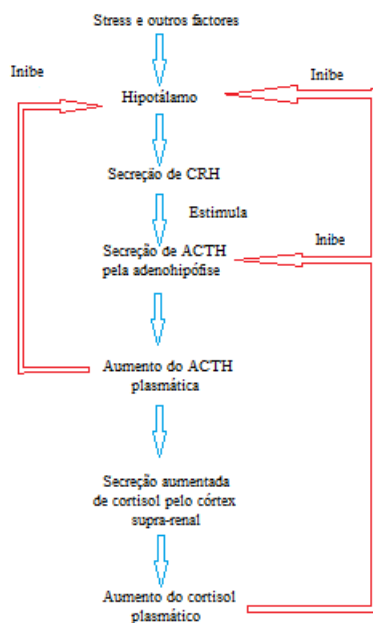 Stress e outros factores
Inibe
Inibe
Hipotálamo
Secreção de CRH
Estimula
Inibe
Secreção de ACTH
pela adenohipófise
Aumento do ACTH
plasmática
Secreção aumentada
de cortisol pelo córtex
supra-renal
Aumento do cortisol
plasmático